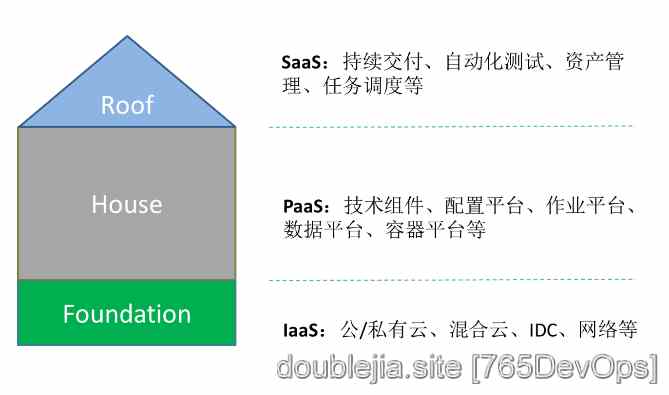 Roof
SaaS：持续交付、自动化测试、资产管
理、任务调度等
House
PaaS：技术组件、配置平台、作业平台、
数据平台、容器平台等
Foundation
IaaS：公/私有云、混合云、IDC、网络等
doublejia.site [765DevOps]